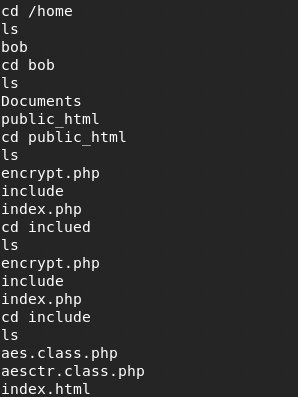 cd /home
ls
bob
cd bob
ls
Documents
public_html
cd public_html
ls
encrypt.php
include
index.php
cd inclued
ls
encrypt.php
include
index.php
cd include
ls
aes.class.php
aesctr.class.php
index.html